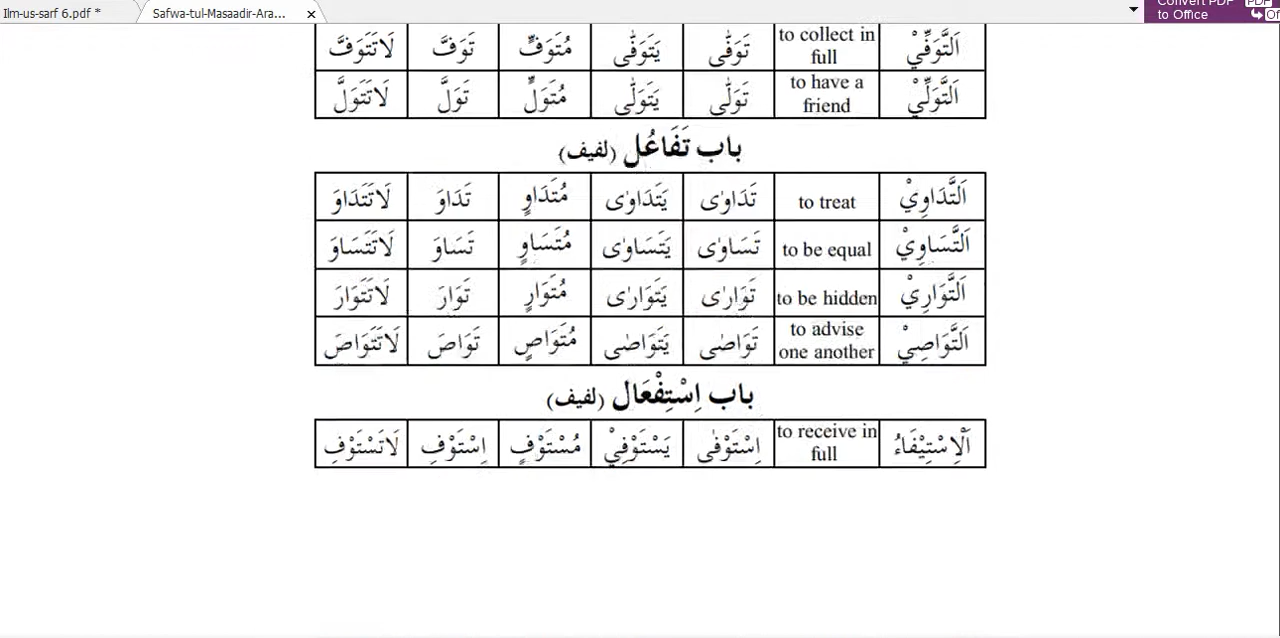 Ilm-us-sarf 6.pdf * Safwa-tul-Masaadir-Ara... x Convert PDF to Office
اَلتَّوَفِّيْ to collect in full تَوَفّٰى يَتَوَفّٰى مُتَوَفٍّ تَوَفَّ لَاتَتَوَفَّ
اَلتَّوَلِّيْ to have a friend تَوَلّٰى يَتَوَلّٰى مُتَوَلٍّ تَوَلَّ لَاتَتَوَلَّ
باب تَفَاعُل (لفيف)
اَلتَّدَاوِيْ to treat تَدَاوٰى يَتَدَاوٰى مُتَدَاوٍ تَدَاوَ لَاتَتَدَاوَ
اَلتَّسَاوِيْ to be equal تَسَاوٰى يَتَسَاوٰى مُتَسَاوٍ تَسَاوَ لَاتَتَسَاوَ
اَلتَّوَارِيْ to be hidden تَوَارٰى يَتَوَارٰى مُتَوَارٍ تَوَارَ لَاتَتَوَارَ
اَلتَّوَاصِيْ to advise one another تَوَاصٰى يَتَوَاصٰى مُتَوَاصٍ تَوَاصَ لَاتَتَوَاصَ
باب اِسْتِفْعَال (لفيف)
اَلْاِسْتِيْفَاءُ to receive in full اِسْتَوْفٰى يَسْتَوْفِيْ مُسْتَوْفٍ اِسْتَوْفِ لَاتَسْتَوْفِ